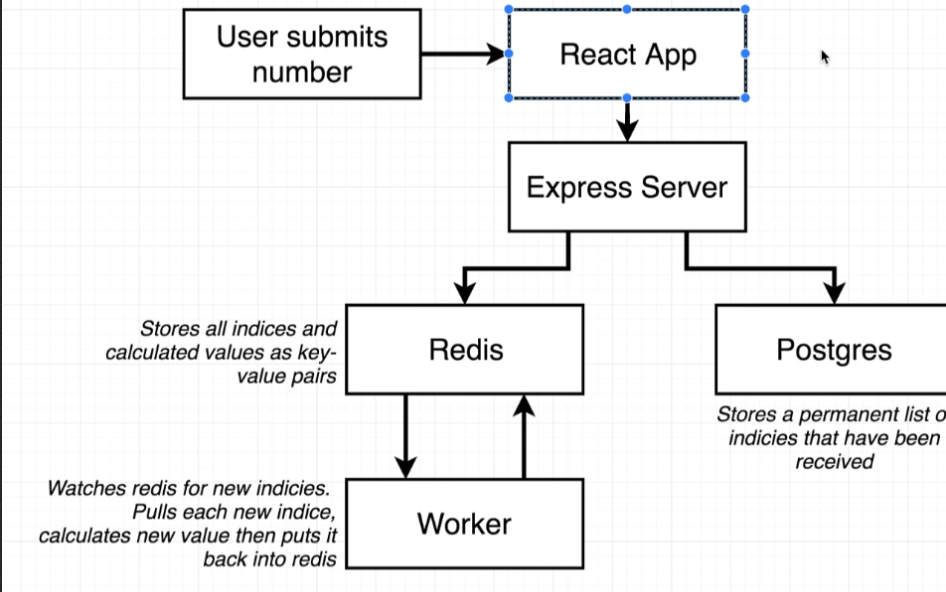 User submits
number
React App
Express Server
Stores all indices and
calculated values as key-
value pairs
Redis
Postgres
Stores a permanent list
indicies that have been
received
Watches redis for new indicies.
Pulls each new indice,
calculates new value then puts it
back into redis
Worker